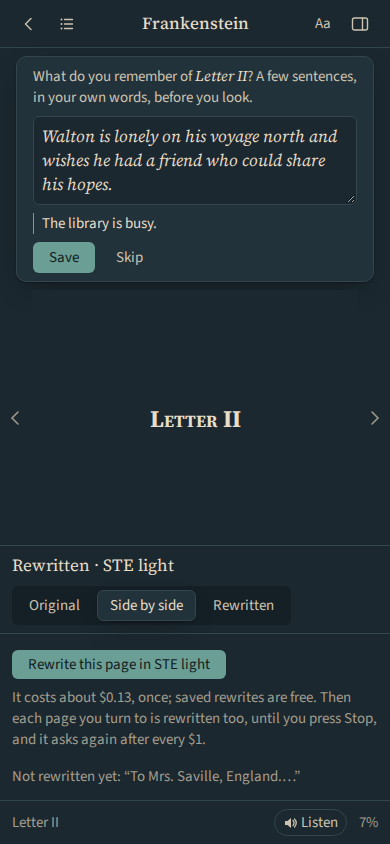 Frankenstein
Aa
What do you remember of Letter II? A few sentences,
in your own words, before you look.
Walton is lonely on his voyage north and
wishes he had a friend who could share
his hopes.
The library is busy.
Save
Skip
Letter II
Rewritten · STE light
Original
Side by side
Rewritten
Rewrite this page in STE light
It costs about $0.13, once; saved rewrites are free. Then
each page you turn to is rewritten too, until you press Stop,
and it asks again after every $1.
Not rewritten yet: “To Mrs. Saville, England.…”
Letter II
Listen
7%